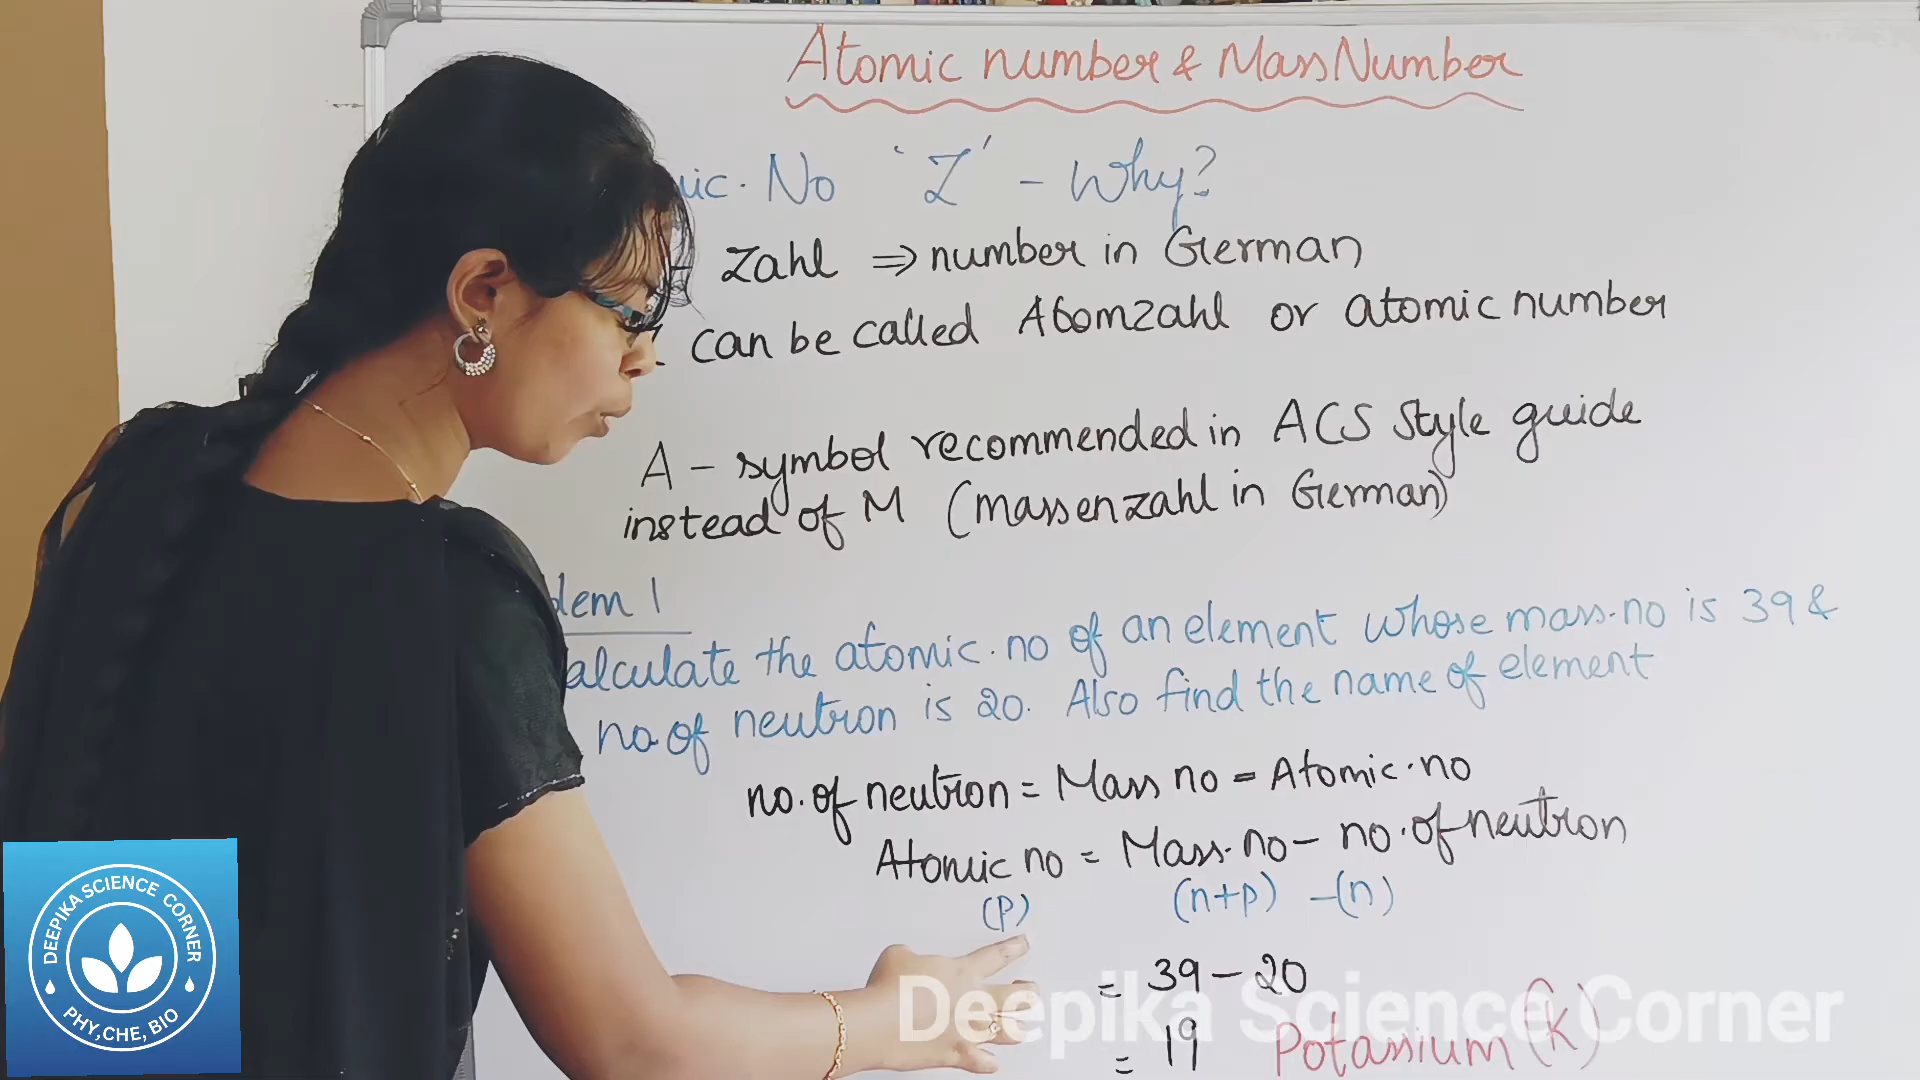 Atomic number & Mass Number
No 'Z' - Why?
Zahl ⇒ number in German
can be called Atomzahl or atomic number
A - symbol recommended in ACS style guide
instead of M (massenzahl in German)
1
the atomic.no of an element whose mass.no is 39 &
no.of neutron is 20. Also find the name of element
no.of neutron = Mass no - Atomic.no
Atomic no = Mass.no - no.of neutron
(p) (n+p) -(n)
= 39 - 20
= 19 Potassium (K)
Deepika Science Corner
DEEPIKA SCIENCE CORNER
PHY,CHE, BIO